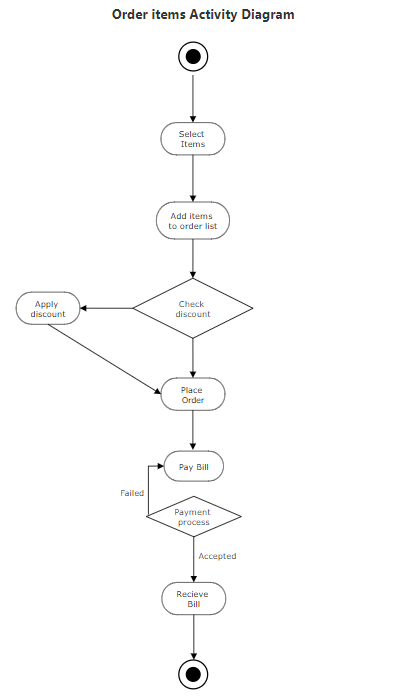 Order items Activity Diagram
Select
Items
Add items
to order list
Check
discount
Apply
discount
Place
Order
Pay Bill
Failed
Payment
process
Accepted
Recieve
Bill